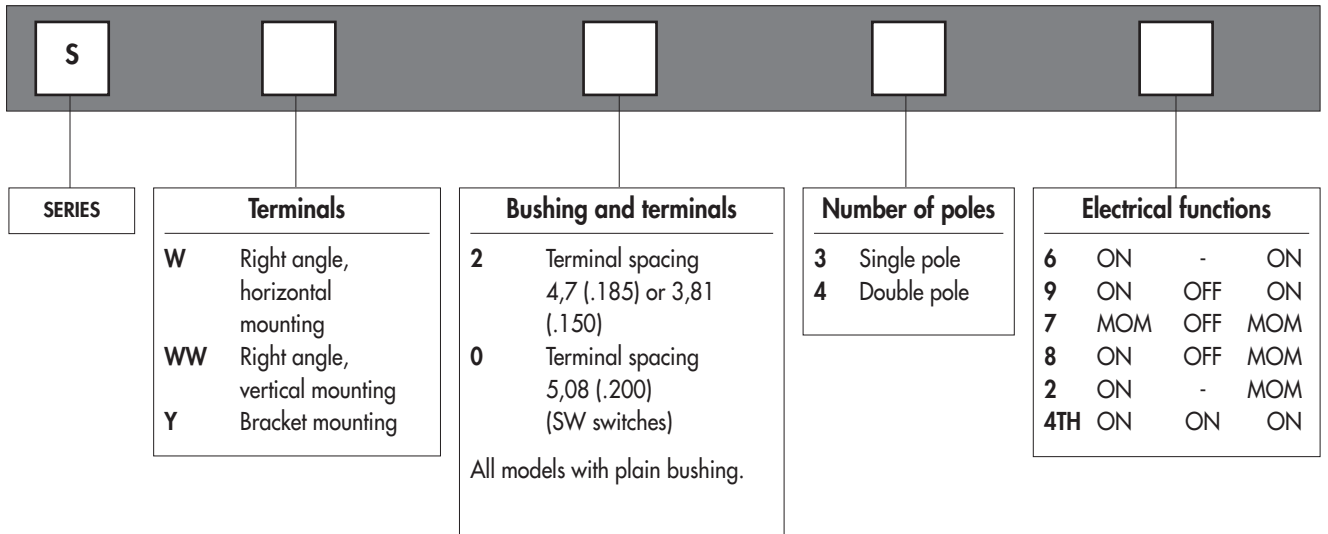 S
SERIES
Terminals
W Right angle,
horizontal
mounting
WW Right angle,
vertical mounting
Y Bracket mounting
Bushing and terminals
2 Terminal spacing
4,7 (.185) or 3,81
(.150)
0 Terminal spacing
5,08 (.200)
(SW switches)
All models with plain bushing.
Number of poles
3 Single pole
4 Double pole
Electrical functions
6 ON - ON
9 ON OFF ON
7 MOM OFF MOM
8 ON OFF MOM
2 ON - MOM
4TH ON ON ON